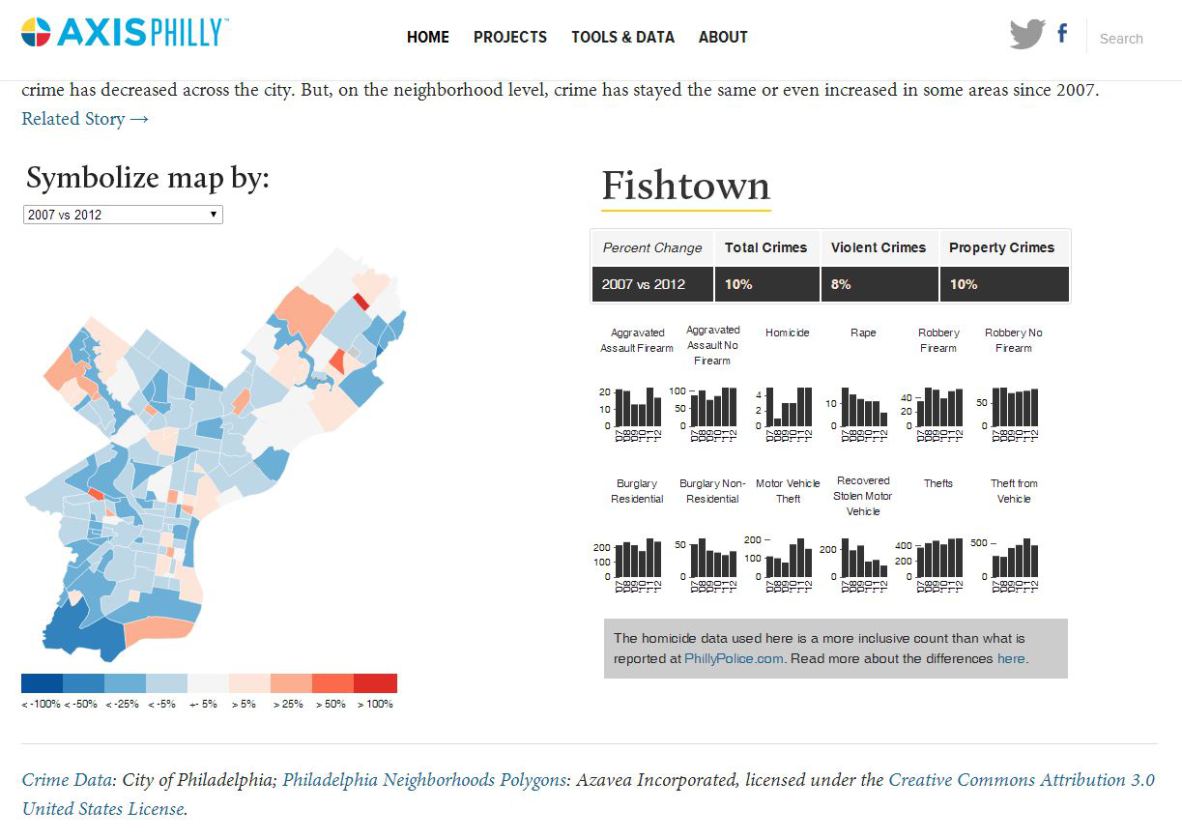 AXISPHILLY™
HOME PROJECTS TOOLS & DATA ABOUT
Search
crime has decreased across the city. But, on the neighborhood level, crime has stayed the same or even increased in some areas since 2007.
Related Story →
Symbolize map by:
2007 vs 2012
< -100% < -50% < -25% < -5% +- 5% > 5% > 25% > 50% > 100%
Fishtown
Percent Change Total Crimes Violent Crimes Property Crimes
2007 vs 2012 10% 8% 10%
Aggravated
Assault Firearm
20
10
0
'07 '08 '09 '10 '11 '12
Aggravated
Assault No
Firearm
100
50
0
'07 '08 '09 '10 '11 '12
Homicide
4
2
0
'07 '08 '09 '10 '11 '12
Rape
10
0
'07 '08 '09 '10 '11 '12
Robbery
Firearm
40
20
0
'07 '08 '09 '10 '11 '12
Robbery No
Firearm
50
0
'07 '08 '09 '10 '11 '12
Burglary
Residential
200
100
0
'07 '08 '09 '10 '11 '12
Burglary Non-
Residential
50
0
'07 '08 '09 '10 '11 '12
Motor Vehicle
Theft
200
100
0
'07 '08 '09 '10 '11 '12
Recovered
Stolen Motor
Vehicle
200
0
'07 '08 '09 '10 '11 '12
Thefts
400
200
0
'07 '08 '09 '10 '11 '12
Theft from
Vehicle
500
0
'07 '08 '09 '10 '11 '12
The homicide data used here is a more inclusive count than what is
reported at PhillyPolice.com. Read more about the differences here.
Crime Data: City of Philadelphia; Philadelphia Neighborhoods Polygons: Azavea Incorporated, licensed under the Creative Commons Attribution 3.0
United States License.